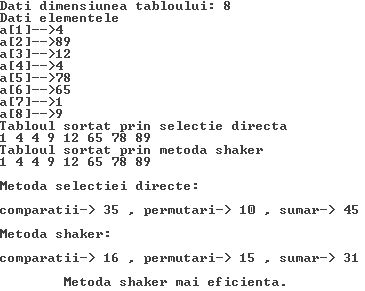 Dati dimensiunea tabloului: 8
Dati elementele
a[1]-->4
a[2]-->89
a[3]-->12
a[4]-->4
a[5]-->78
a[6]-->65
a[7]-->1
a[8]-->9
Tabloul sortat prin selectie directa
1 4 4 9 12 65 78 89
Tabloul sortat prin metoda shaker
1 4 4 9 12 65 78 89
Metoda selectiei directe:
comparatii-> 35 , permutari-> 10 , sumar-> 45
Metoda shaker:
comparatii-> 16 , permutari-> 15 , sumar-> 31
Metoda shaker mai eficienta.